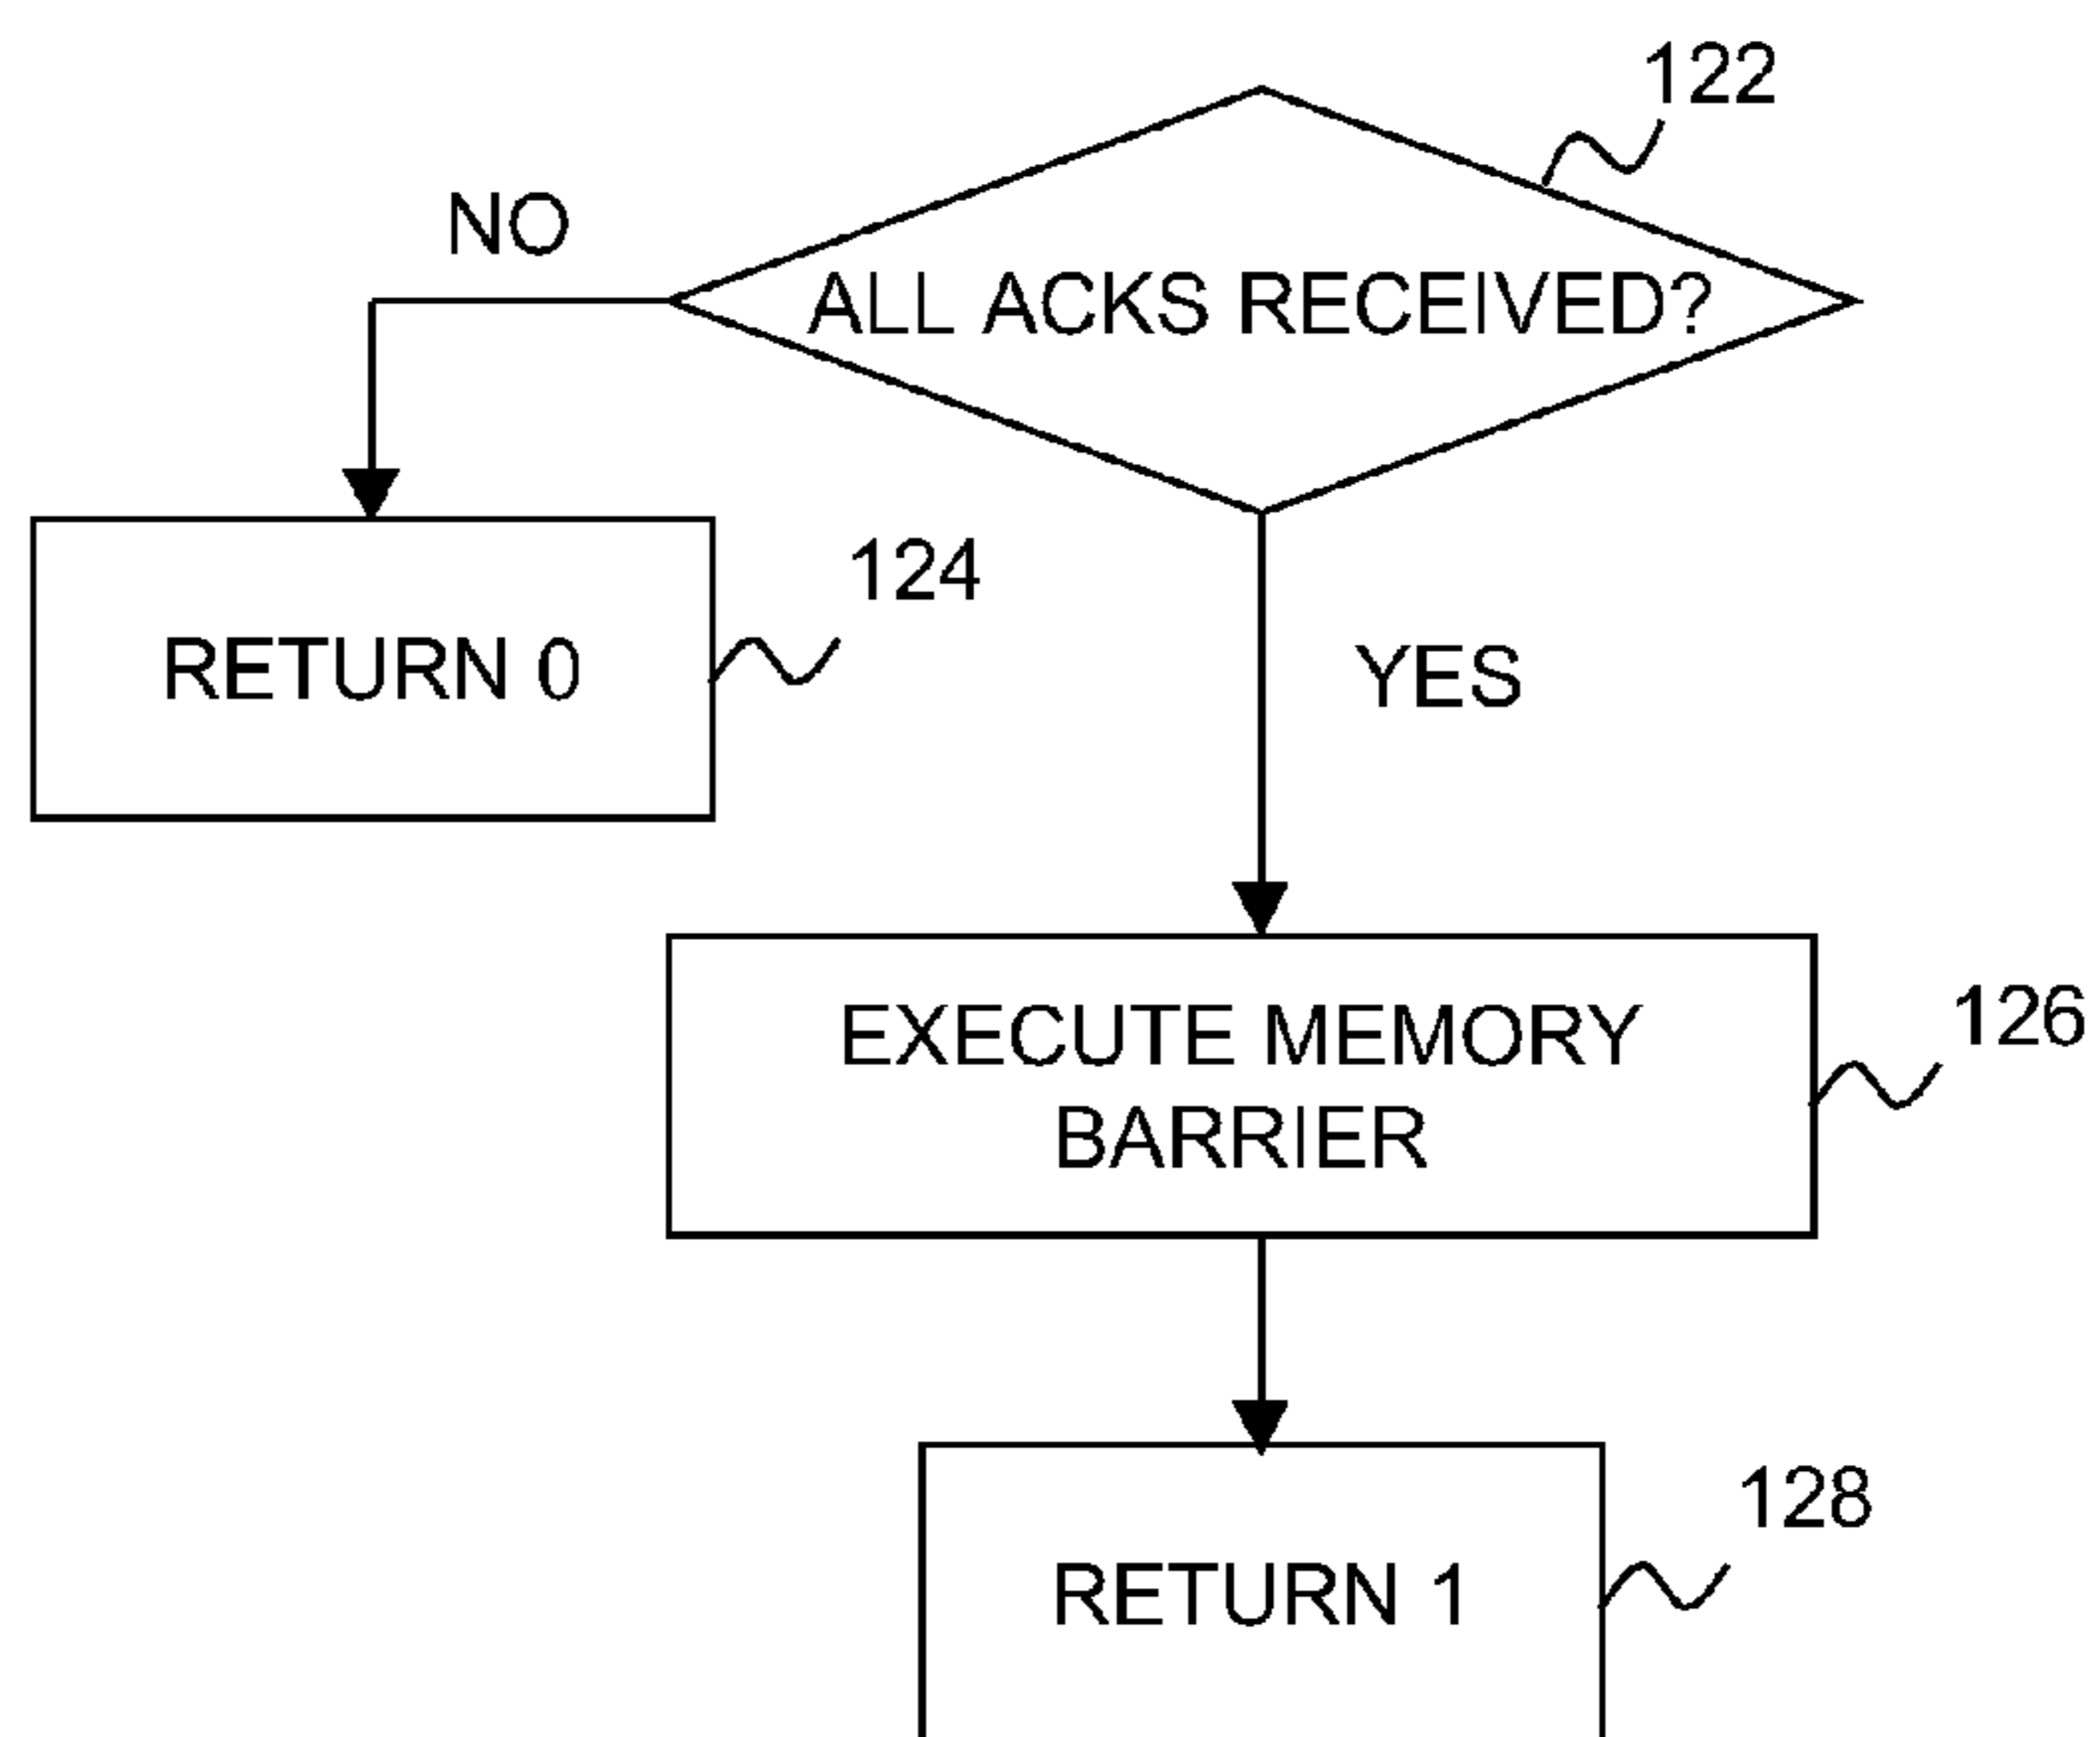 122
NO
ALL ACKS RECEIVED?
124
RETURN 0
YES
126
EXECUTE MEMORY
BARRIER
128
RETURN 1